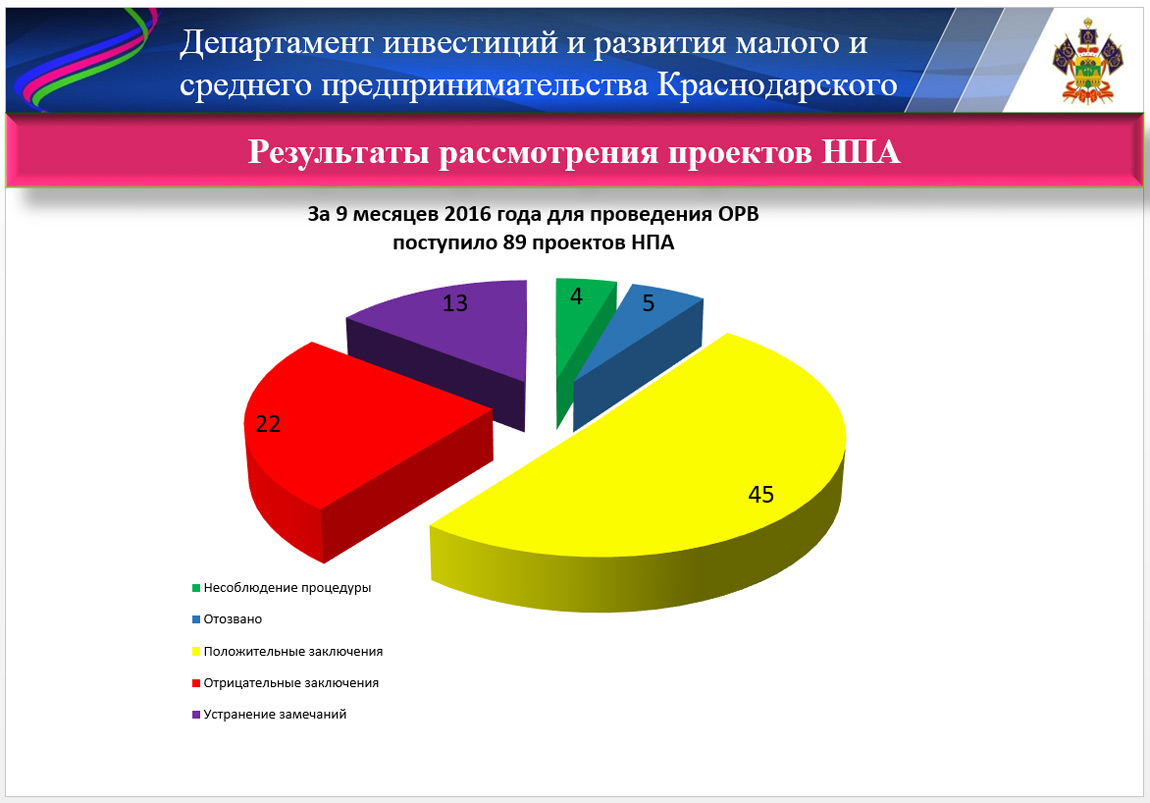 Департамент инвестиций и развития малого и
среднего предпринимательства Краснодарского
Результаты рассмотрения проектов НПА
За 9 месяцев 2016 года для проведения ОРВ
поступило 89 проектов НПА
13
4
5
22
45
Несоблюдение процедуры
Отозвано
Положительные заключения
Отрицательные заключения
Устранение замечаний